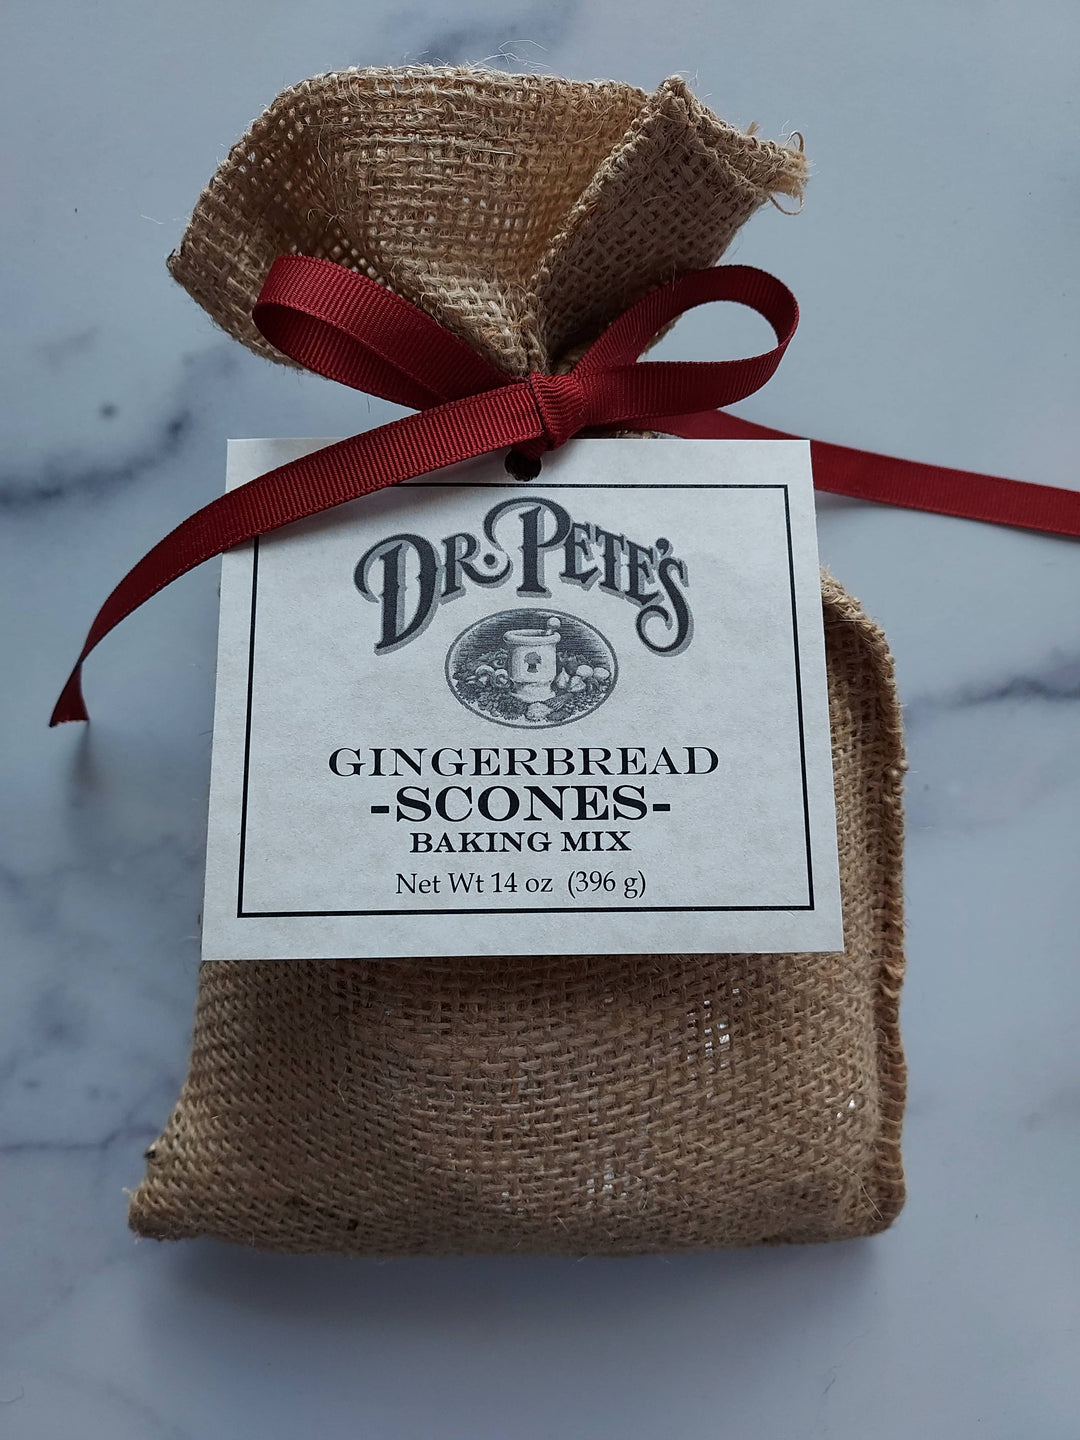 DR. PETE'S
GINGERBREAD
-SCONES-
BAKING MIX
Net Wt 14 oz (396 g)